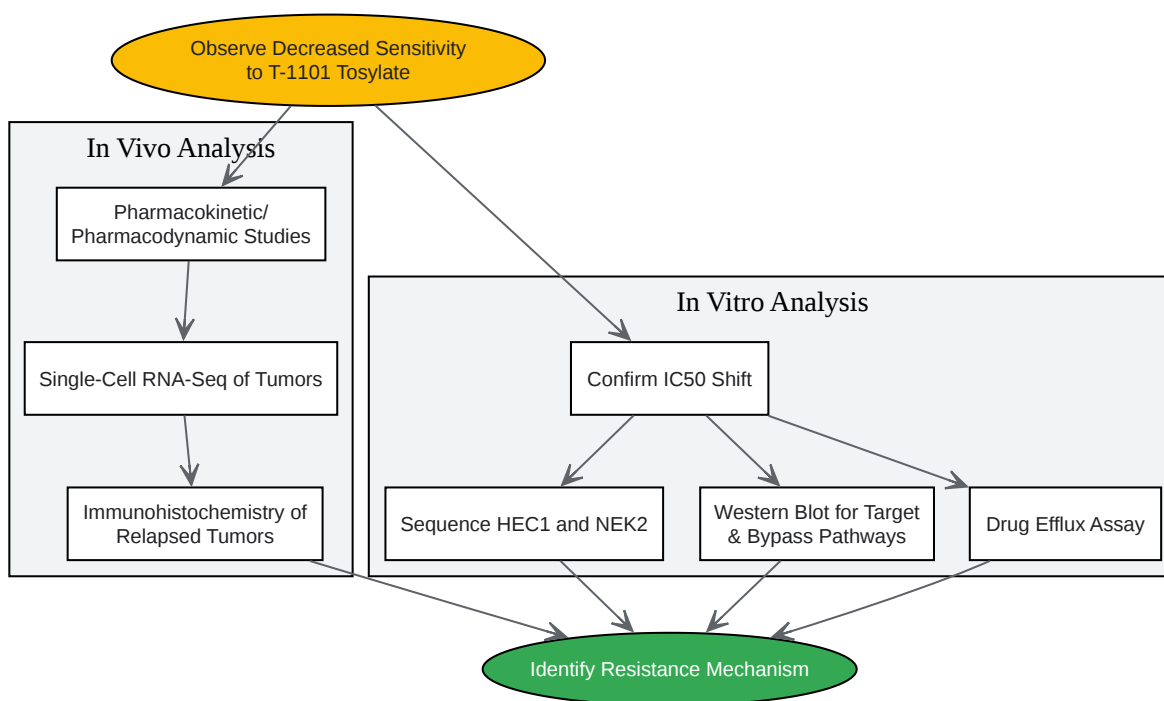 Observe Decreased Sensitivity
to T-1101 Tosylate
In Vivo Analysis
Pharmacokinetic/
Pharmacodynamic Studies
Single-Cell RNA-Seq of Tumors
Immunohistochemistry of
Relapsed Tumors
In Vitro Analysis
Confirm IC50 Shift
Sequence HEC1 and NEK2
Western Blot for Target
& Bypass Pathways
Drug Efflux Assay
Identify Resistance Mechanism